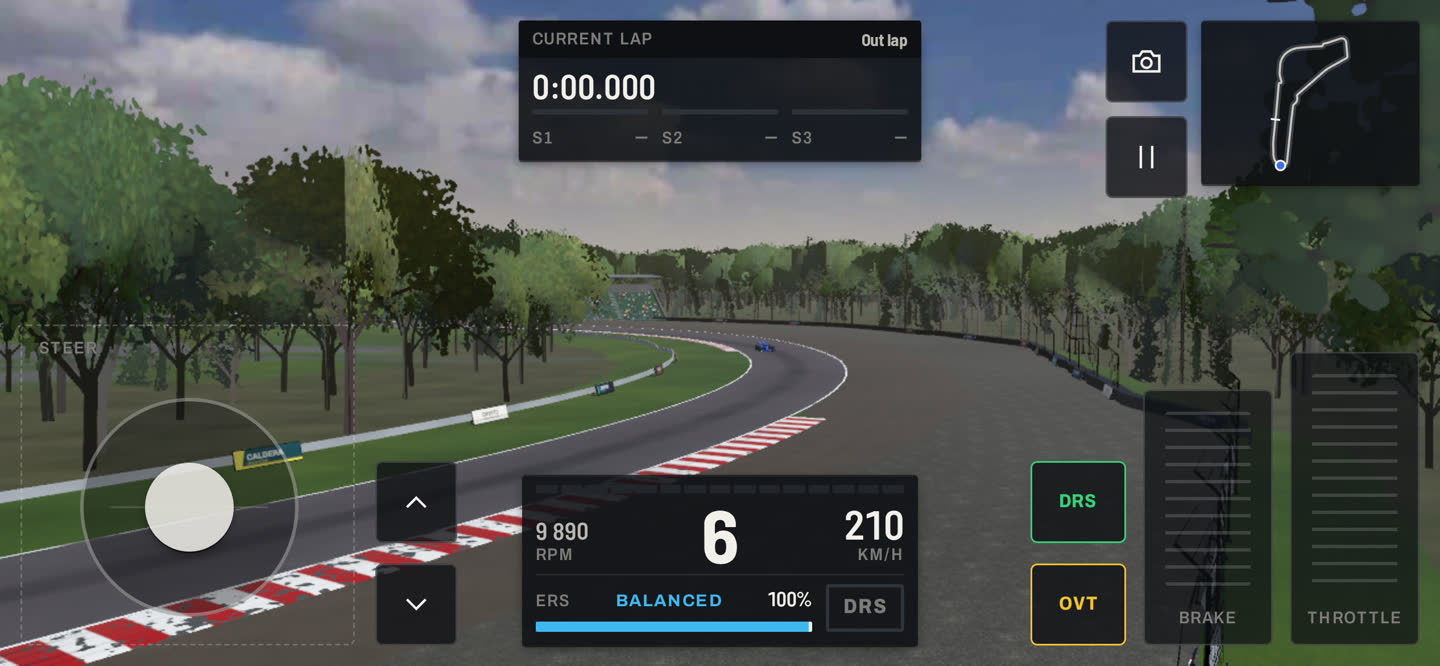 CURRENT LAP
Out lap
0:00.000
S1 – S2 – S3 –
STEER
CALDERA
9 890
RPM
6
210
KM/H
ERS BALANCED 100% DRS
DRS
OVT
BRAKE
THROTTLE